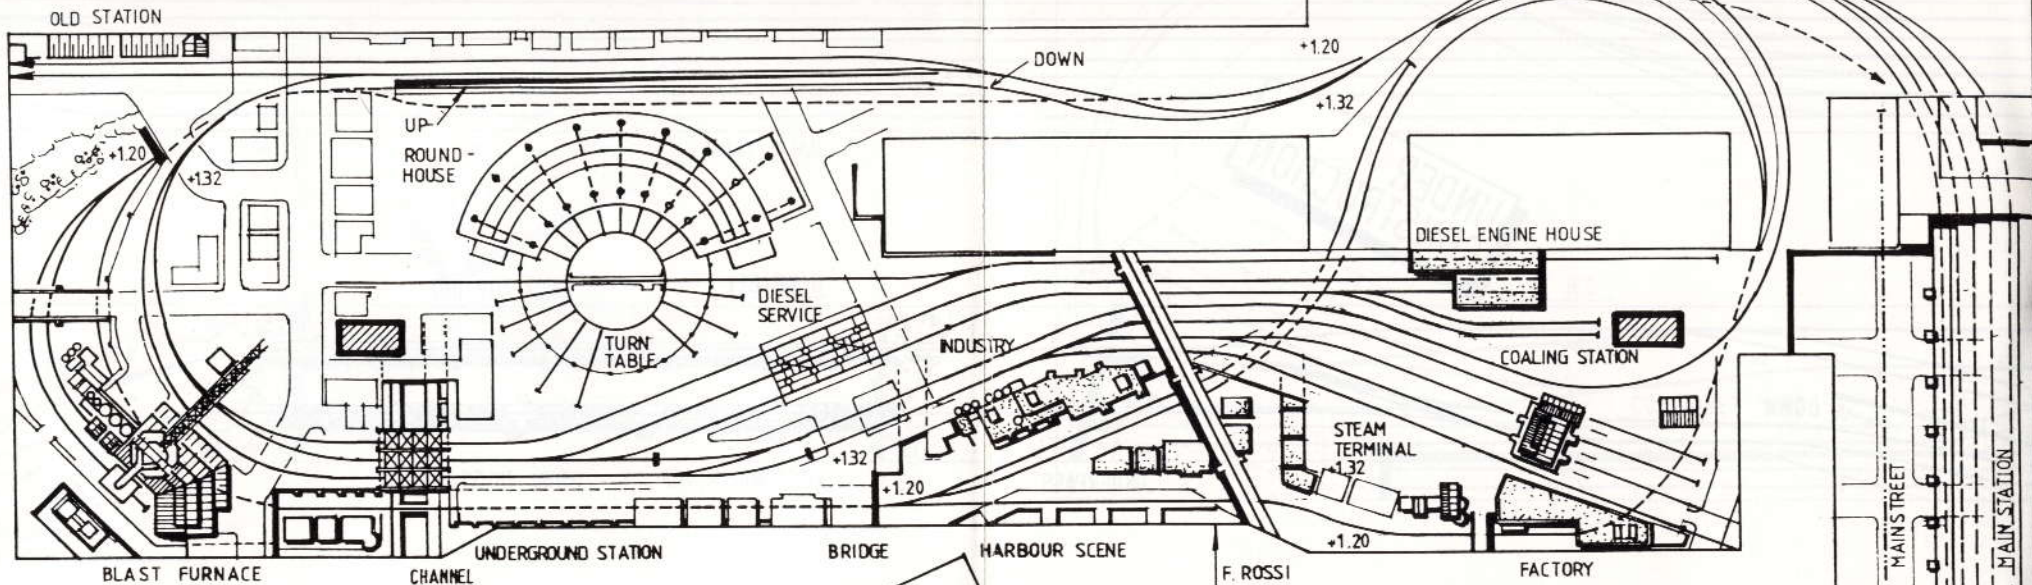 OLD STATION
+1.20
DOWN
+1.32
UP
ROUND-
HOUSE
+1.20
+132
DIESEL ENGINE HOUSE
DIESEL
SERVICE
TURN
TABLE
INDUSTRY
COALING STATION
STEAM
TERMINAL
+1.32
+1.32
+1.20
+1.20
MAINSTREET
MAIN STATION
UNDERGROUND STATION
BRIDGE
HARBOUR SCENE
BLAST FURNACE
CHANNEL
F. ROSSI
FACTORY